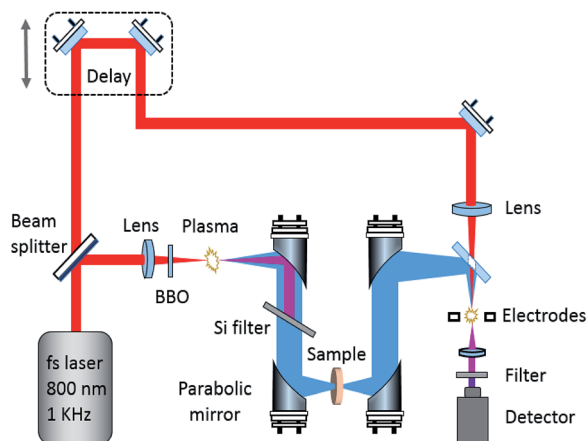 Delay
Beam
splitter
Lens
Plasma
BBO
Lens
Si filter
Sample
Electrodes
fs laser
800 nm
1 KHz
Parabolic
mirror
Filter
Detector